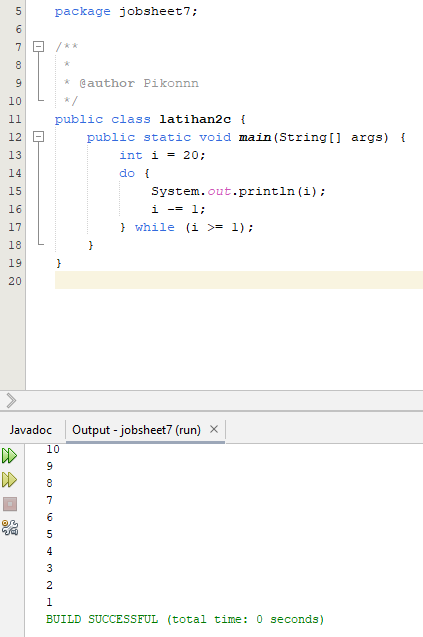 5 package jobsheet7;
6
7 /**
8 *
9 * @author Pikonnn
10 */
11 public class latihan2c {
12 public static void main(String[] args) {
13 int i = 20;
14 do {
15 System.out.println(i);
16 i -= 1;
17 } while (i >= 1);
18 }
19 }
20
Javadoc Output - jobsheet7 (run) ×
10
9
8
7
6
5
4
3
2
1
BUILD SUCCESSFUL (total time: 0 seconds)